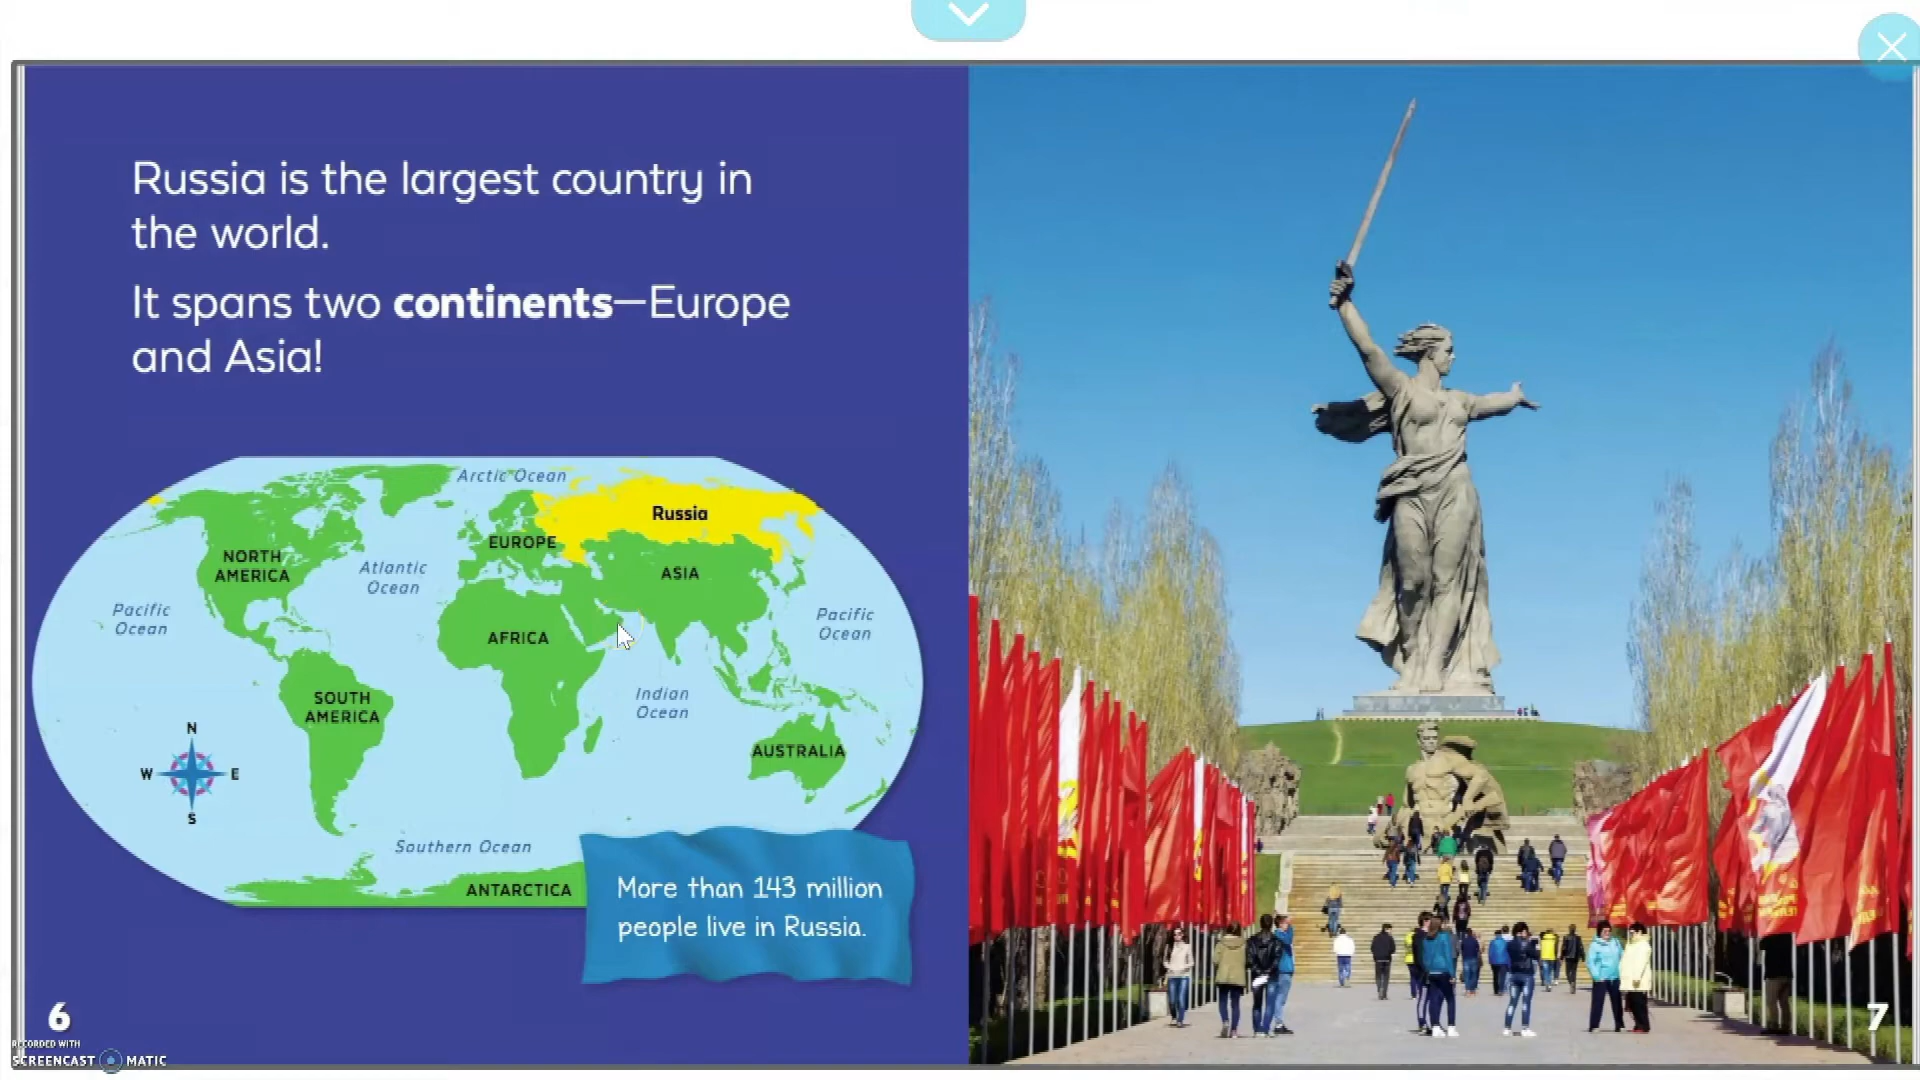 Russia is the largest country in
the world.
It spans two continents—Europe
and Asia!
Arctic Ocean
Russia
EUROPE
NORTH
AMERICA
Atlantic
Ocean
ASIA
Pacific
Ocean
Pacific
Ocean
AFRICA
Indian
Ocean
SOUTH
AMERICA
AUSTRALIA
N
W
E
S
Southern Ocean
ANTARCTICA
More than 143 million
people live in Russia.
6
7
RECORDED WITH
SCREENCAST MATIC